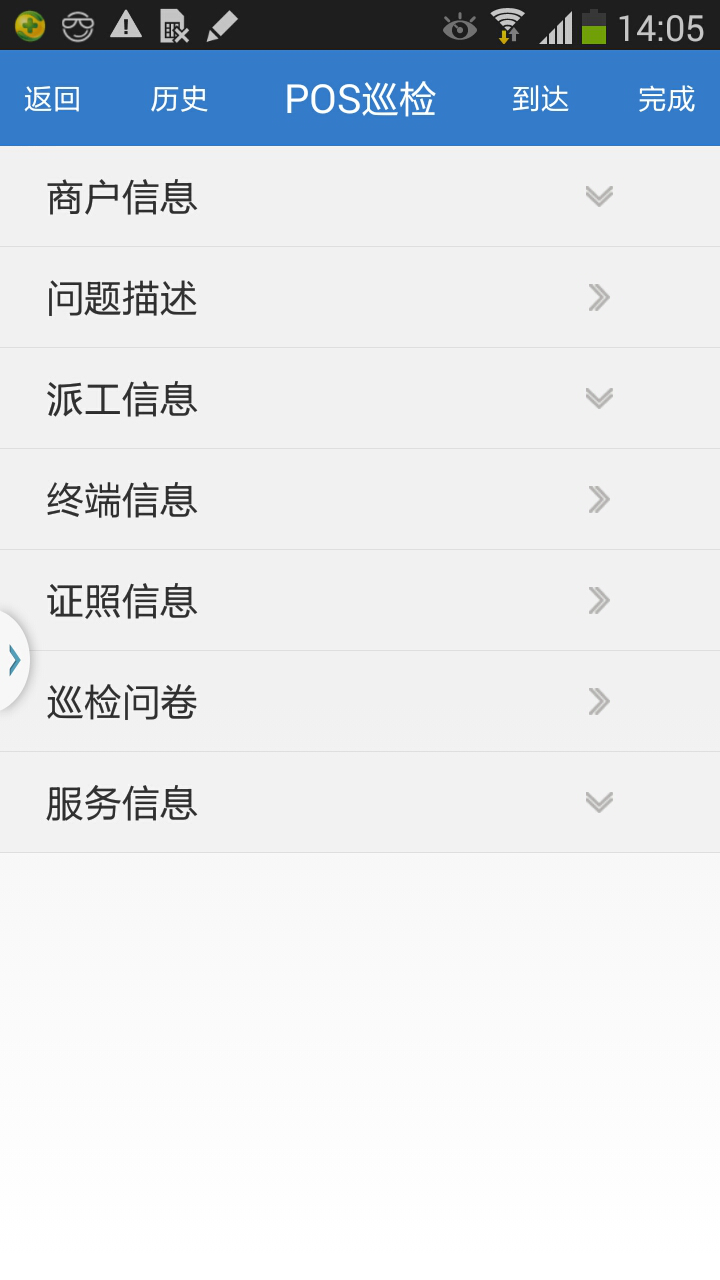 14:05
返回 历史 POS巡检 到达 完成
商户信息
问题描述
派工信息
终端信息
证照信息
巡检问卷
服务信息